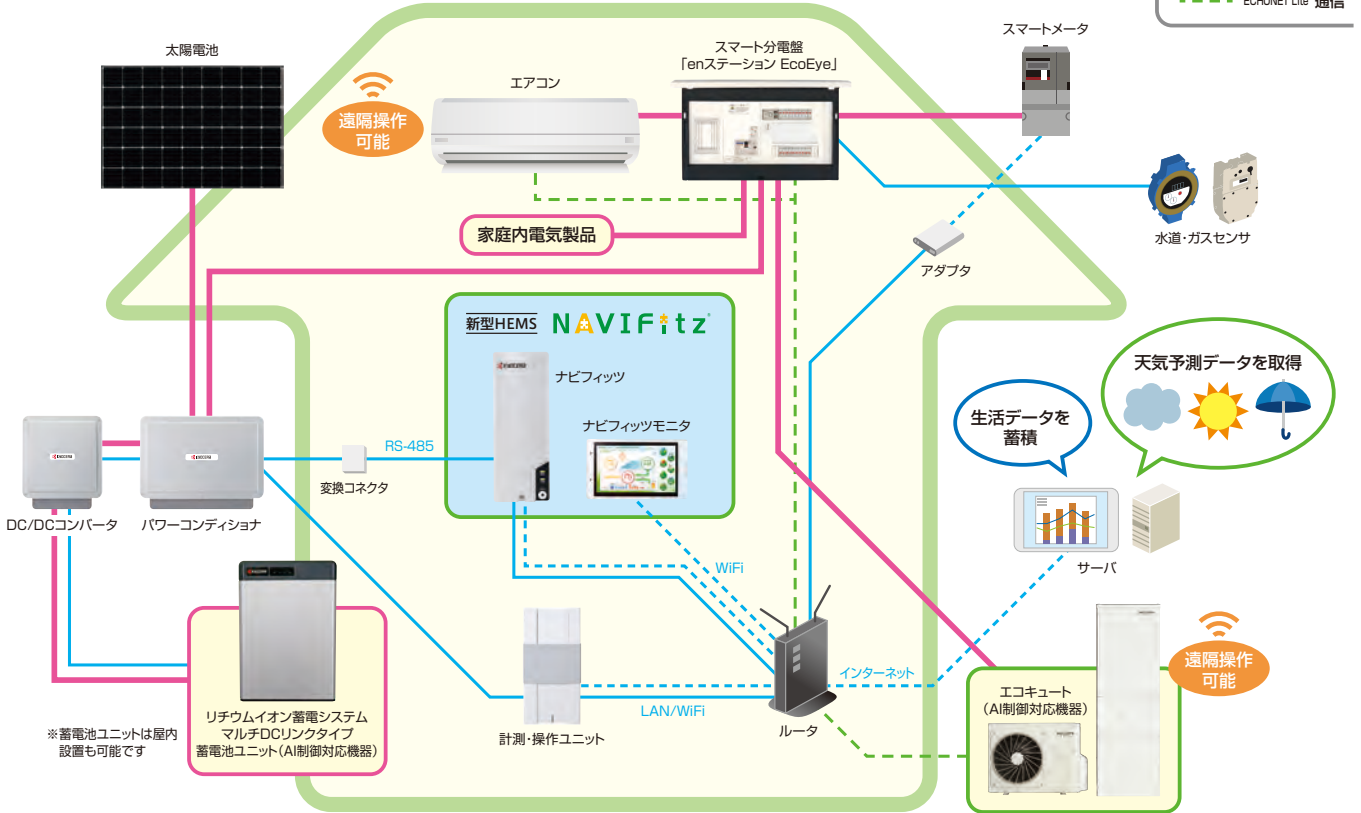 ECHONET Lite 通信
太陽電池
遠隔操作
可能
エアコン
スマート分電盤
「enステーション EcoEye」
スマートメータ
水道・ガスセンサ
家庭内電気製品
アダプタ
新型HEMS NAVIFitz
ナビフィッツ
ナビフィッツモニタ
天気予測データを取得
生活データを
蓄積
KYOCERA
KYOCERA
KYOCERA
RS-485
変換コネクタ
DC/DCコンバータ
パワーコンディショナ
サーバ
WiFi
KYOCERA
インターネット
LAN/WiFi
遠隔操作
可能
エコキュート
(AI制御対応機器)
※蓄電池ユニットは屋内
設置も可能です
リチウムイオン蓄電システム
マルチDCリンクタイプ
蓄電池ユニット(AI制御対応機器)
計測・操作ユニット
ルータ